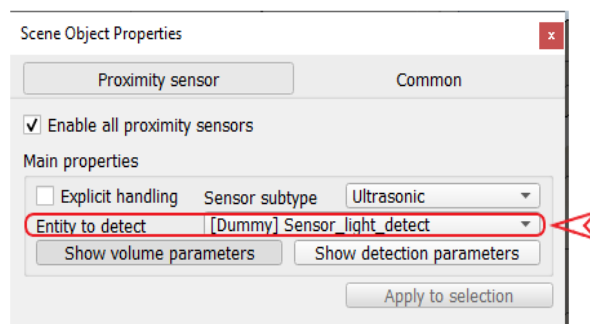 Scene Object Properties
x
Proximity sensor Common
Enable all proximity sensors
Main properties
Explicit handling Sensor subtype Ultrasonic
Entity to detect [Dummy] Sensor_light_detect
Show volume parameters Show detection parameters
Apply to selection